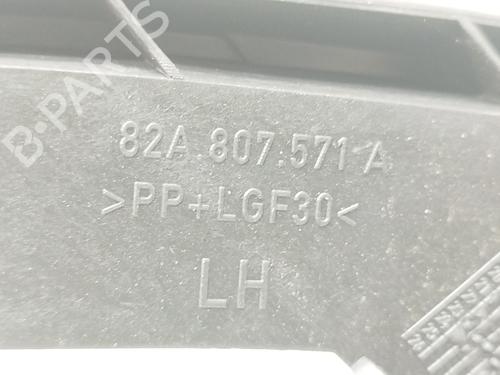 B-PARTS
82A.807.571 A
>PP+LGF30<
LH